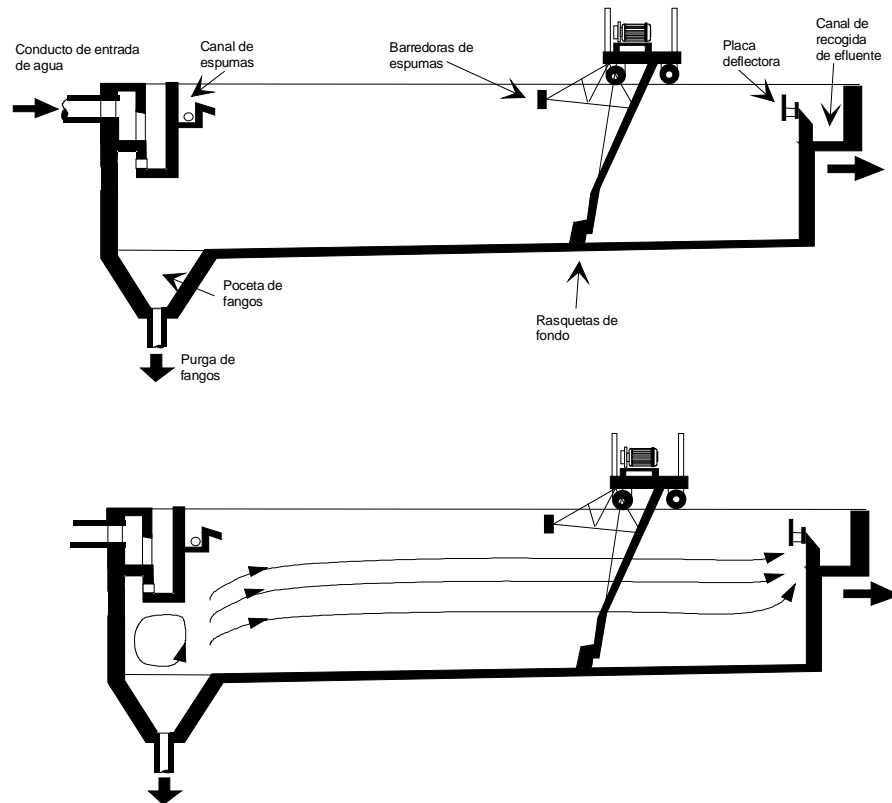 Conducto de entrada
de agua
Canal de
espumas
Barredoras de
espumas
Placa
deflectora
Canal de
recogida
de efluente
Poceta de
fangos
Rasquetas de
fondo
Purga de
fangos